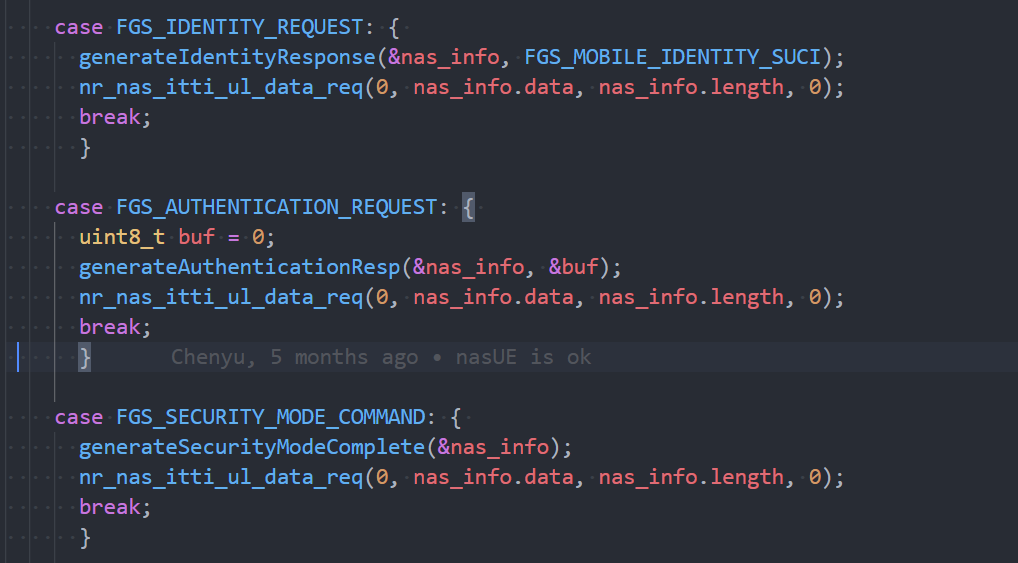 case FGS_IDENTITY_REQUEST: {
generateIdentityResponse(&nas_info, FGS_MOBILE_IDENTITY_SUCI);
nr_nas_itti_ul_data_req(0, nas_info.data, nas_info.length, 0);
break;
}
case FGS_AUTHENTICATION_REQUEST: {
uint8_t buf = 0;
generateAuthenticationResp(&nas_info, &buf);
nr_nas_itti_ul_data_req(0, nas_info.data, nas_info.length, 0);
break;
} Chenyu, 5 months ago • nasUE is ok
case FGS_SECURITY_MODE_COMMAND: {
generateSecurityModeComplete(&nas_info);
nr_nas_itti_ul_data_req(0, nas_info.data, nas_info.length, 0);
break;
}